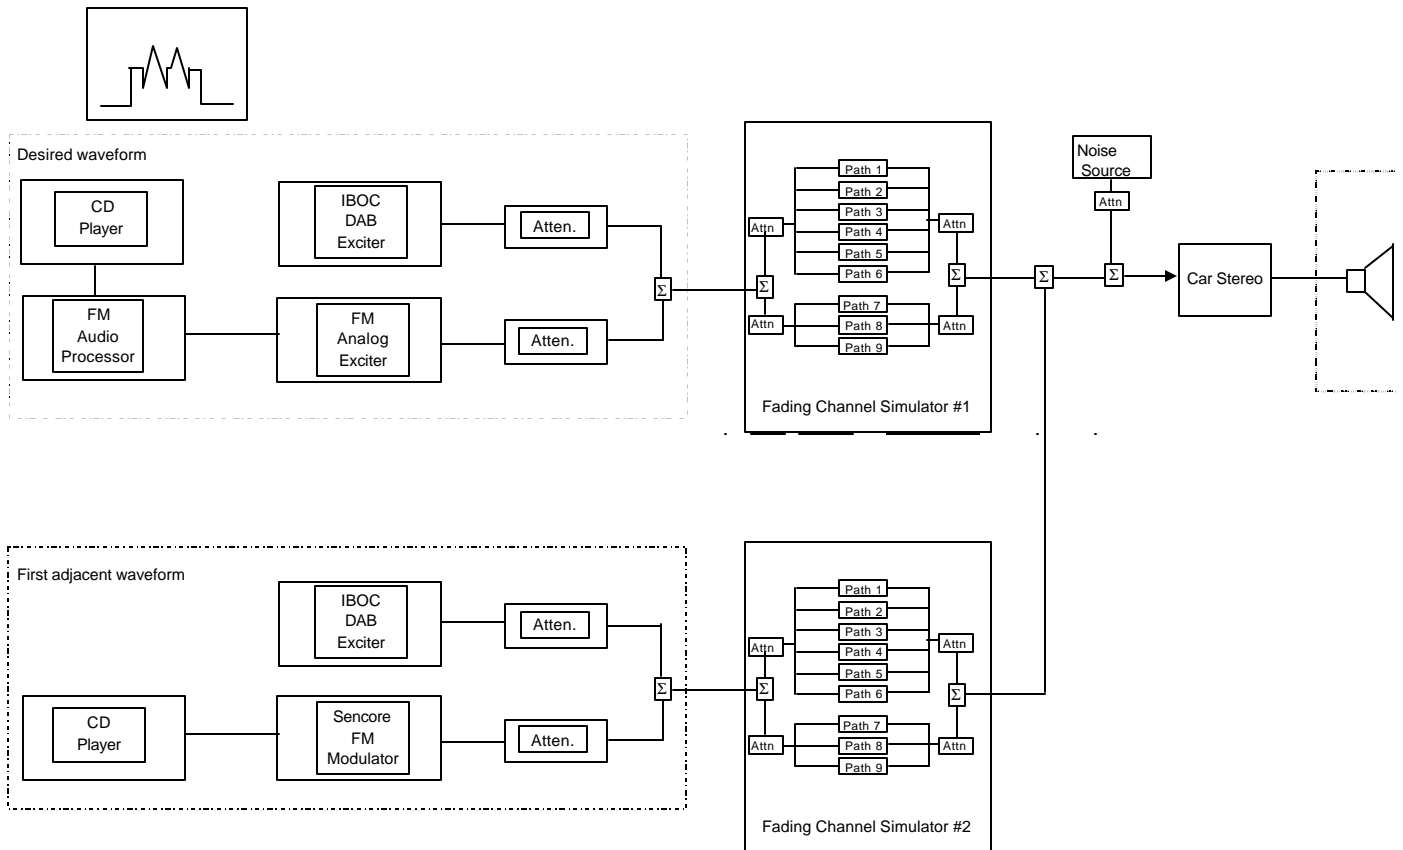 Desired waveform
CD
Player
FM
Audio
Processor
IBOC
DAB
Exciter
FM
Analog
Exciter
Atten.
Atten.
Σ
Attn
Σ
Attn
Path 1
Path 2
Path 3
Path 4
Path 5
Path 6
Path 7
Path 8
Path 9
Attn
Σ
Attn
Fading Channel Simulator #1
Σ
Noise
Source
Attn
Σ
Car Stereo
First adjacent waveform
IBOC
DAB
Exciter
CD
Player
Sencore
FM
Modulator
Atten.
Atten.
Σ
Attn
Σ
Attn
Path 1
Path 2
Path 3
Path 4
Path 5
Path 6
Path 7
Path 8
Path 9
Attn
Σ
Attn
Fading Channel Simulator #2